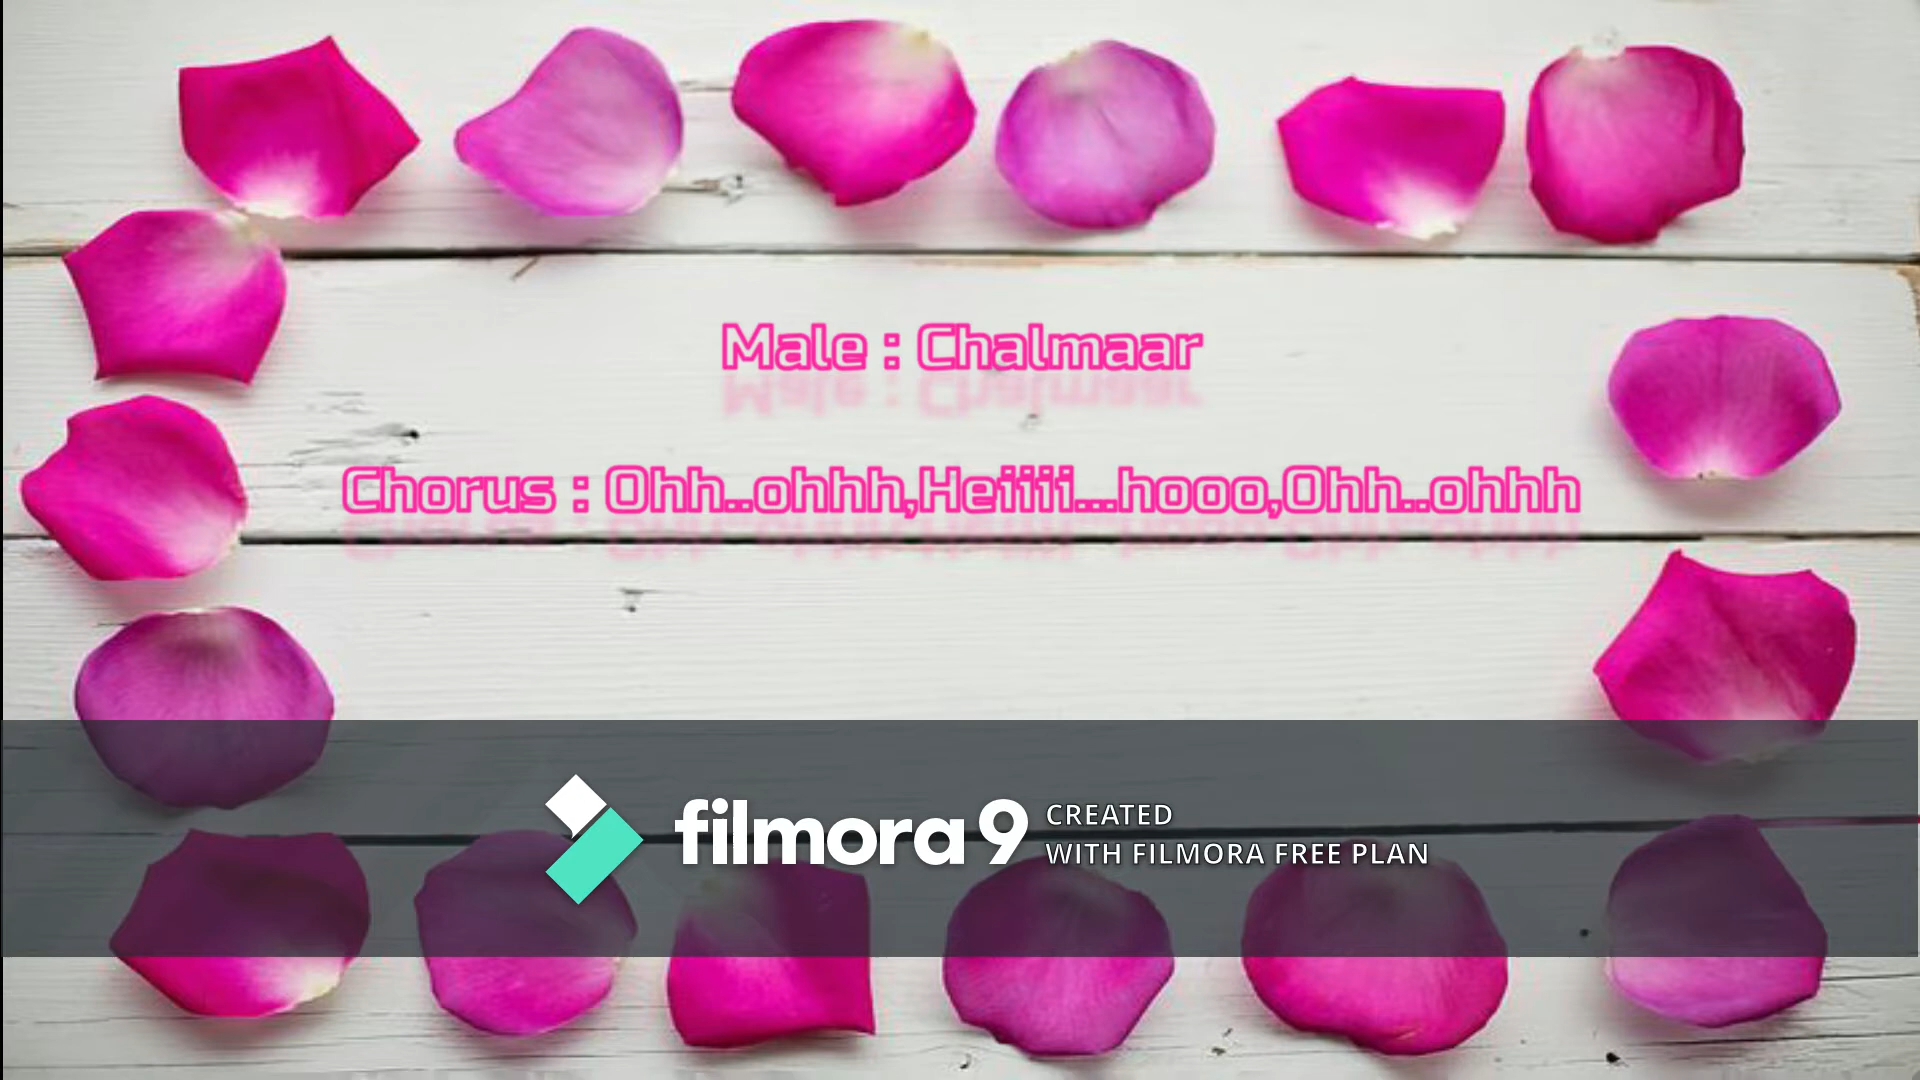 Male : Chalmaar
Chorus : Ohh..ohhh,Heiiii...hooo,Ohh..ohhh
filmora 9 CREATED
WITH FILMORA FREE PLAN